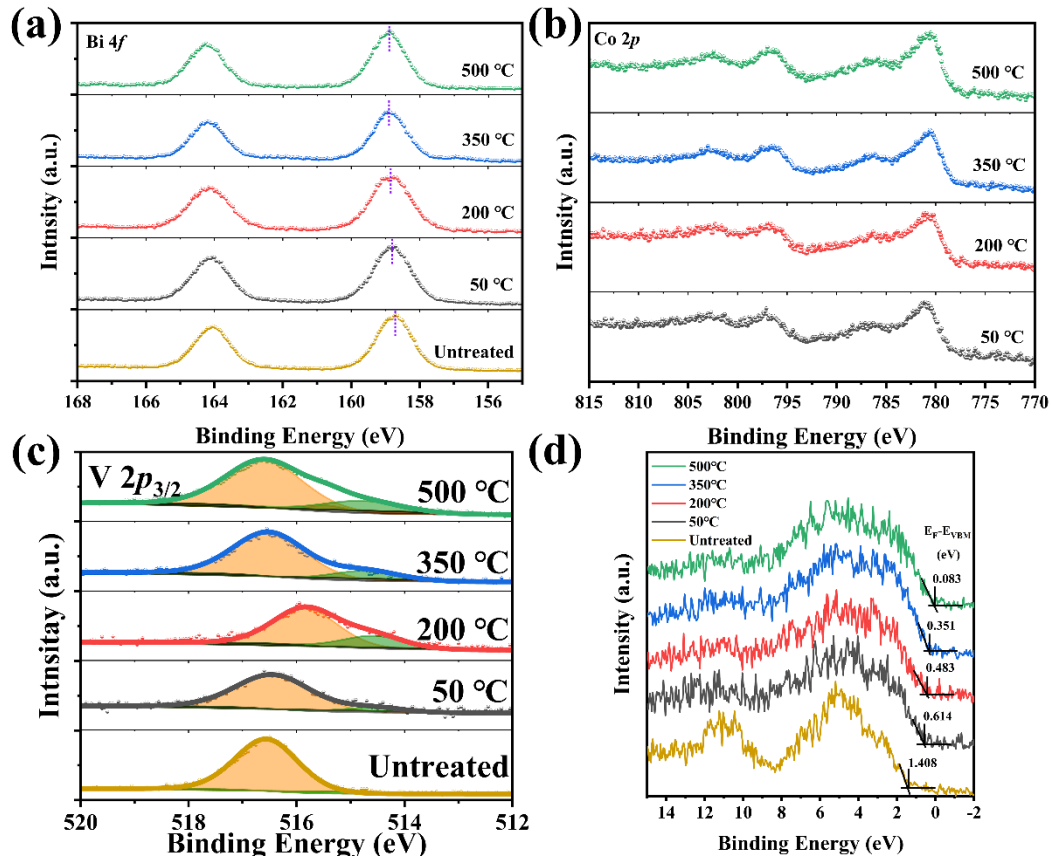 (a)
Bi 4f
500 °C
350 °C
200 °C
50 °C
Untreated
Intnsity (a.u.)
168 166 164 162 160 158 156
Binding Energy (eV)
(b)
Co 2p
500 °C
350 °C
200 °C
50 °C
Intnsity (a.u.)
815 810 805 800 795 790 785 780 775 770
Binding Energy (eV)
(c)
V 2p3/2
500 °C
350 °C
200 °C
50 °C
Untreated
Intnsitay (a.u.)
520 518 516 514 512
Binding Energy (eV)
(d)
500°C
350°C
200°C
50°C
Untreated
EF-EVBM
(eV)
0.083
0.351
0.483
0.614
1.408
Intensity (a.u.)
14 12 10 8 6 4 2 0 -2
Binding Energy (eV)